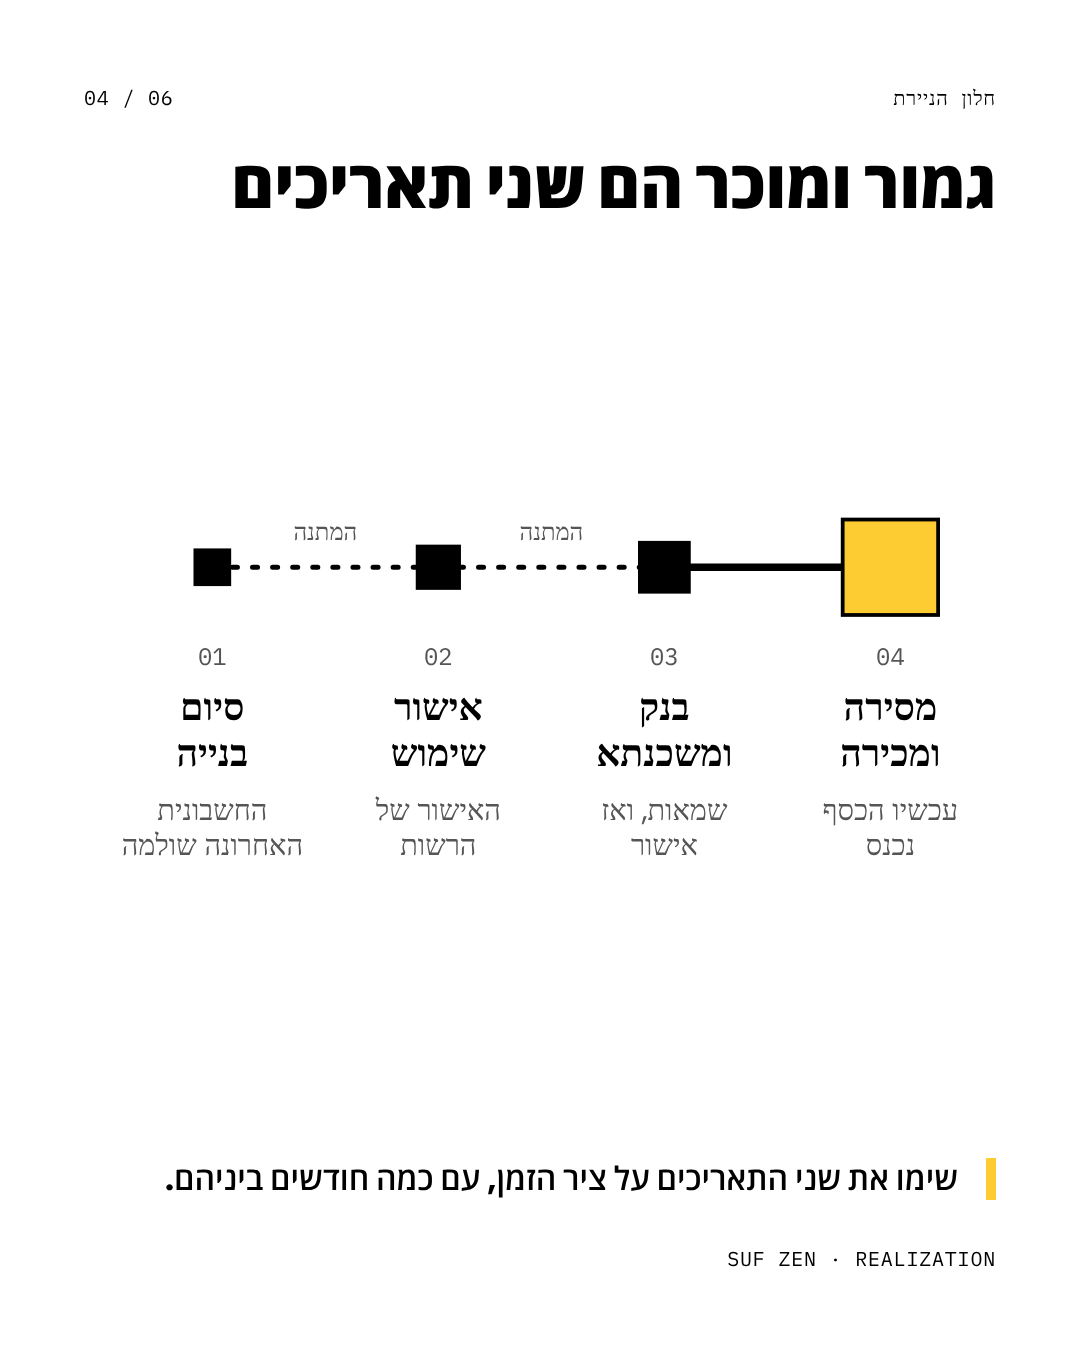 חלון הניירת
04 / 06
גמור ומוכר הם שני תאריכים
המתנה
המתנה
01
סיום
בנייה
החשבונית
האחרונה שולמה
02
אישור
שימוש
האישור של
הרשות
03
בנק
ומשכנתא
שמאות, ואז
אישור
04
מסירה
ומכירה
עכשיו הכסף
נכנס
שימו את שני התאריכים על ציר הזמן, עם כמה חודשים ביניהם.
SUF ZEN · REALIZATION